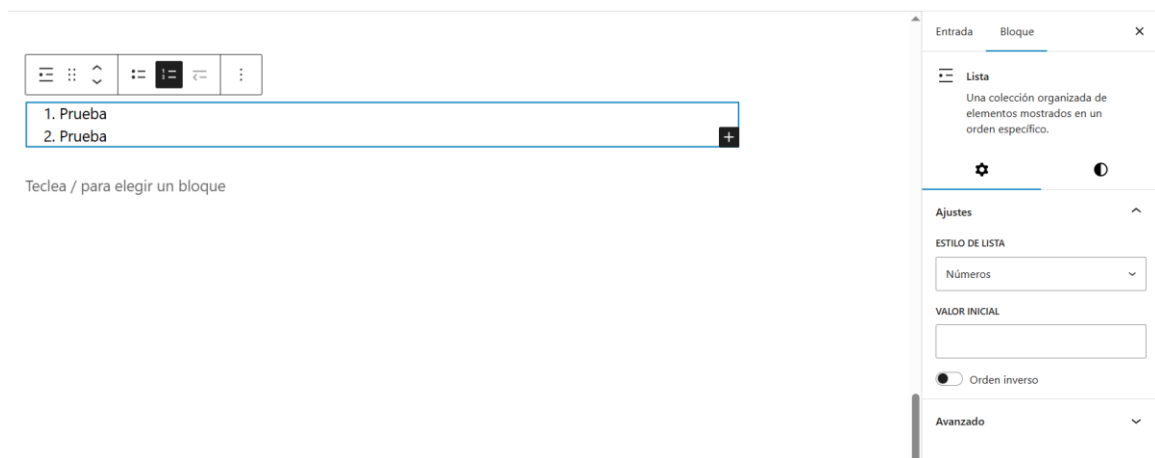 Entrada Bloque
Lista
Una colección organizada de
elementos mostrados en un
orden específico.
1. Prueba
2. Prueba
Teclea / para elegir un bloque
Ajustes
ESTILO DE LISTA
Números
VALOR INICIAL
Orden inverso
Avanzado